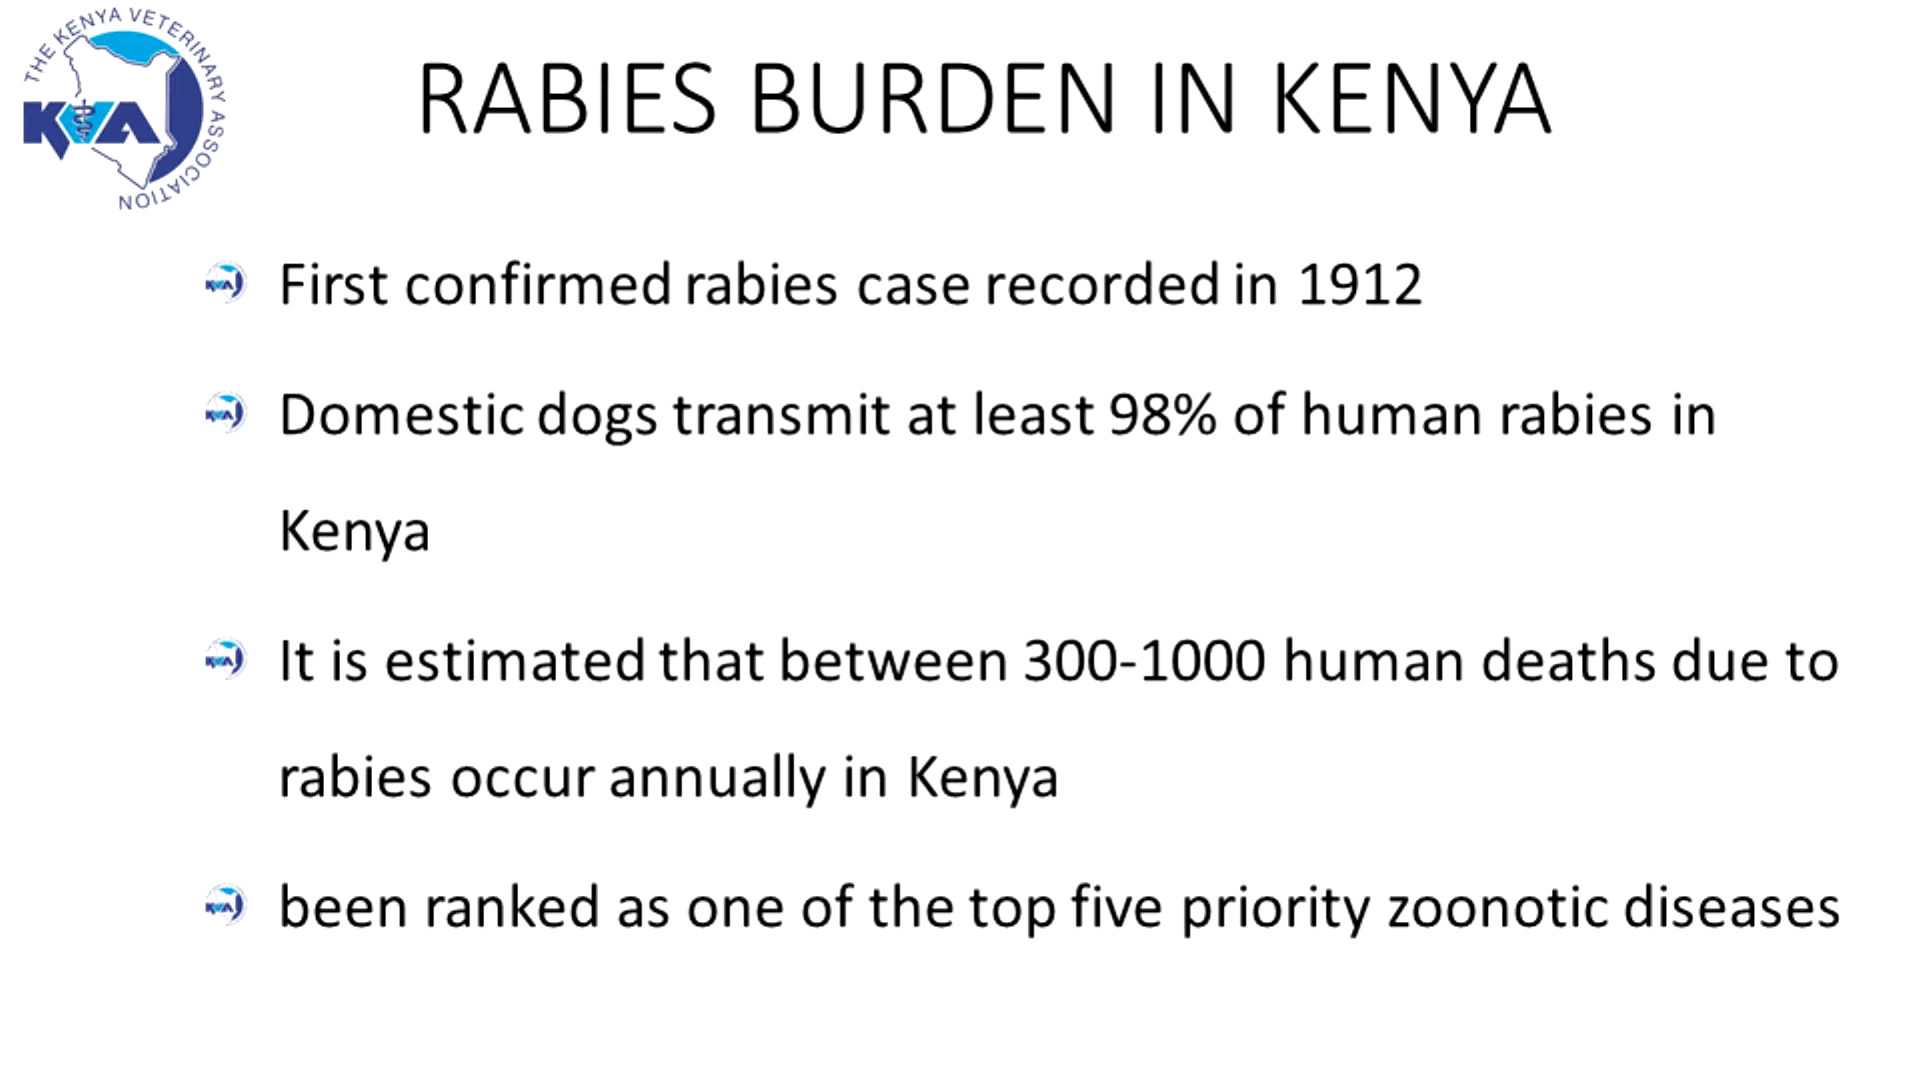 THE KENYA VETERINARY ASSOCIATION
KVA
RABIES BURDEN IN KENYA
First confirmed rabies case recorded in 1912
Domestic dogs transmit at least 98% of human rabies in
Kenya
It is estimated that between 300-1000 human deaths due to
rabies occur annually in Kenya
been ranked as one of the top five priority zoonotic diseases